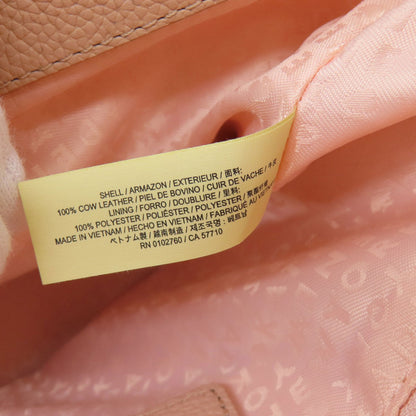 SHELL / ARMAZON / EXTERIEUR / 面料:
100% COW LEATHER / PIEL DE BOVINO / CUIR DE VACHE / 牛皮
LINING / FORRO / DOUBLURE / 里料:
100% POLYESTER / POLIÉSTER / POLYESTER / 聚酯纤维
MADE IN VIETNAM / HECHO EN VIETNAM / FABRIQUÉ AU VIETNAM
ベトナム製 / 越南制造 / 제조국명 : 베트남
RN 0102760 / CA 57710